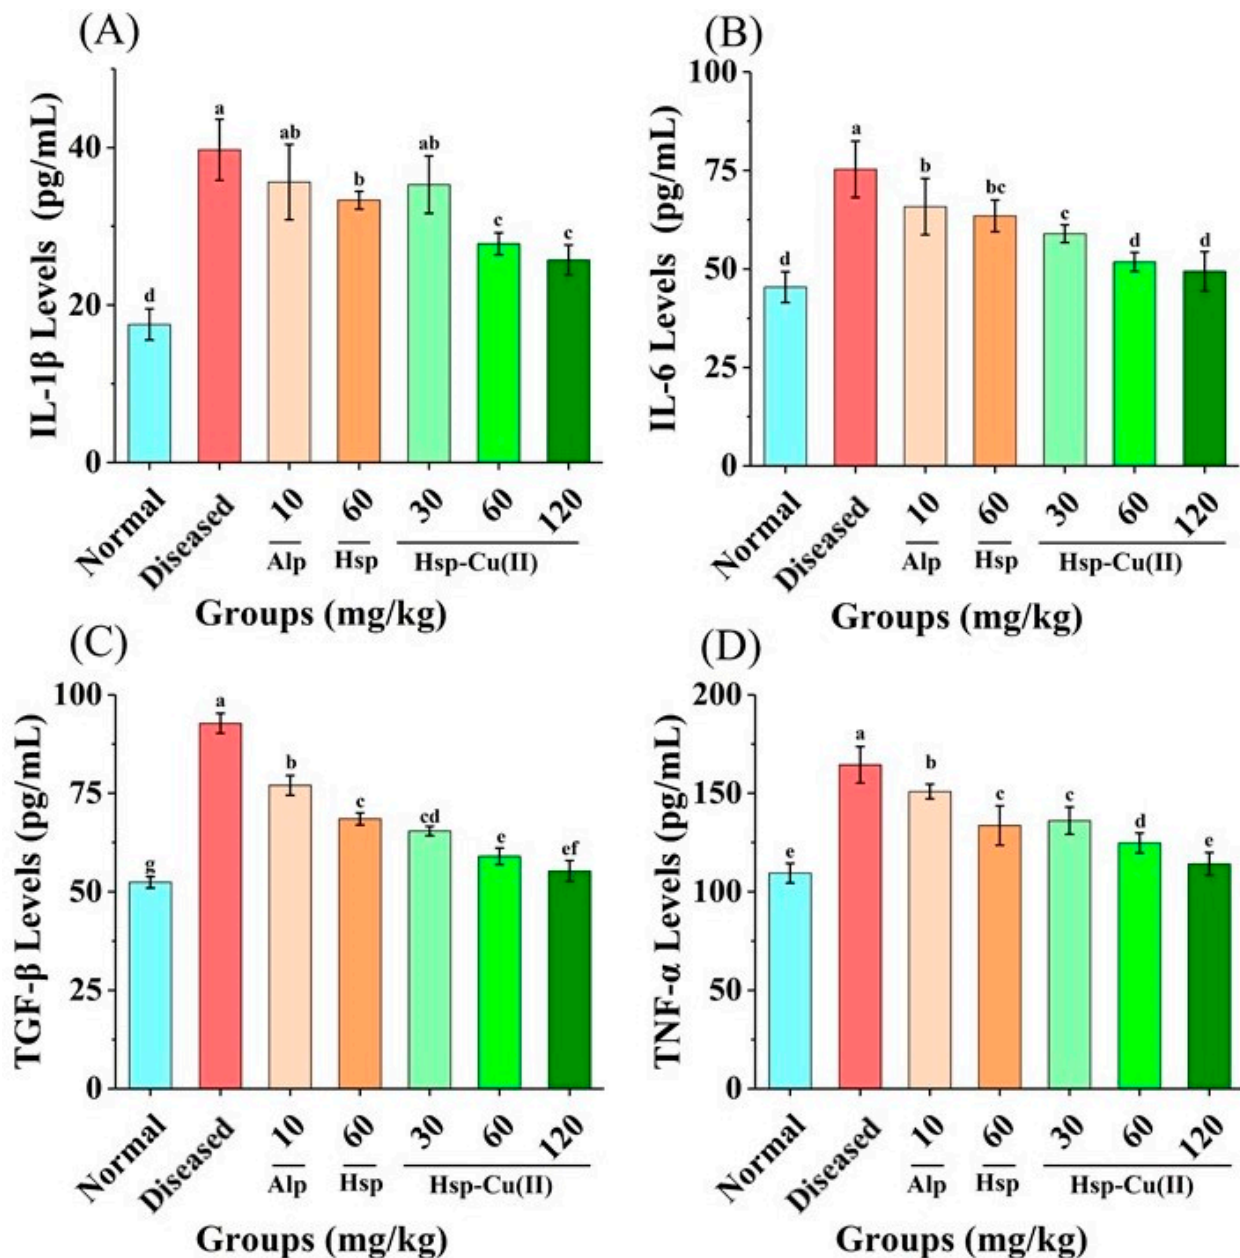 (A)
IL-1β Levels (pg/mL)
40
20
0
d
a
ab
b
ab
c
c
Normal
Diseased
10
60
30
60
120
Alp
Hsp
Hsp-Cu(II)
Groups (mg/kg)
(B)
IL-6 Levels (pg/mL)
100
75
50
25
0
d
a
b
bc
c
d
d
Normal
Diseased
10
60
30
60
120
Alp
Hsp
Hsp-Cu(II)
Groups (mg/kg)
(C)
TGF-β Levels (pg/mL)
100
75
50
25
0
g
a
b
c
cd
e
ef
Normal
Diseased
10
60
30
60
120
Alp
Hsp
Hsp-Cu(II)
Groups (mg/kg)
(D)
TNF-α Levels (pg/mL)
200
150
100
50
0
e
a
b
c
c
d
e
Normal
Diseased
10
60
30
60
120
Alp
Hsp
Hsp-Cu(II)
Groups (mg/kg)